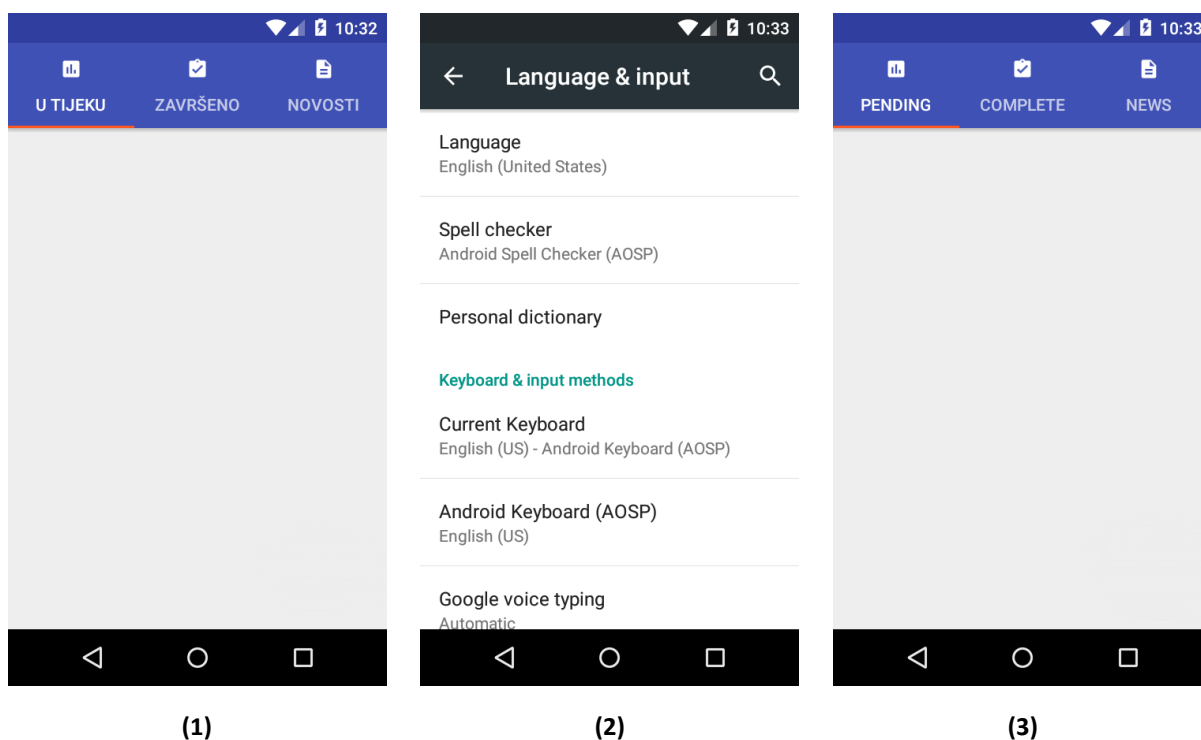 10:32
U TIJEKU ZAVRŠENO NOVOSTI
(1)
10:33
Language & input
Language
English (United States)
Spell checker
Android Spell Checker (AOSP)
Personal dictionary
Keyboard & input methods
Current Keyboard
English (US) - Android Keyboard (AOSP)
Android Keyboard (AOSP)
English (US)
Google voice typing
Automatic
(2)
10:33
PENDING COMPLETE NEWS
(3)